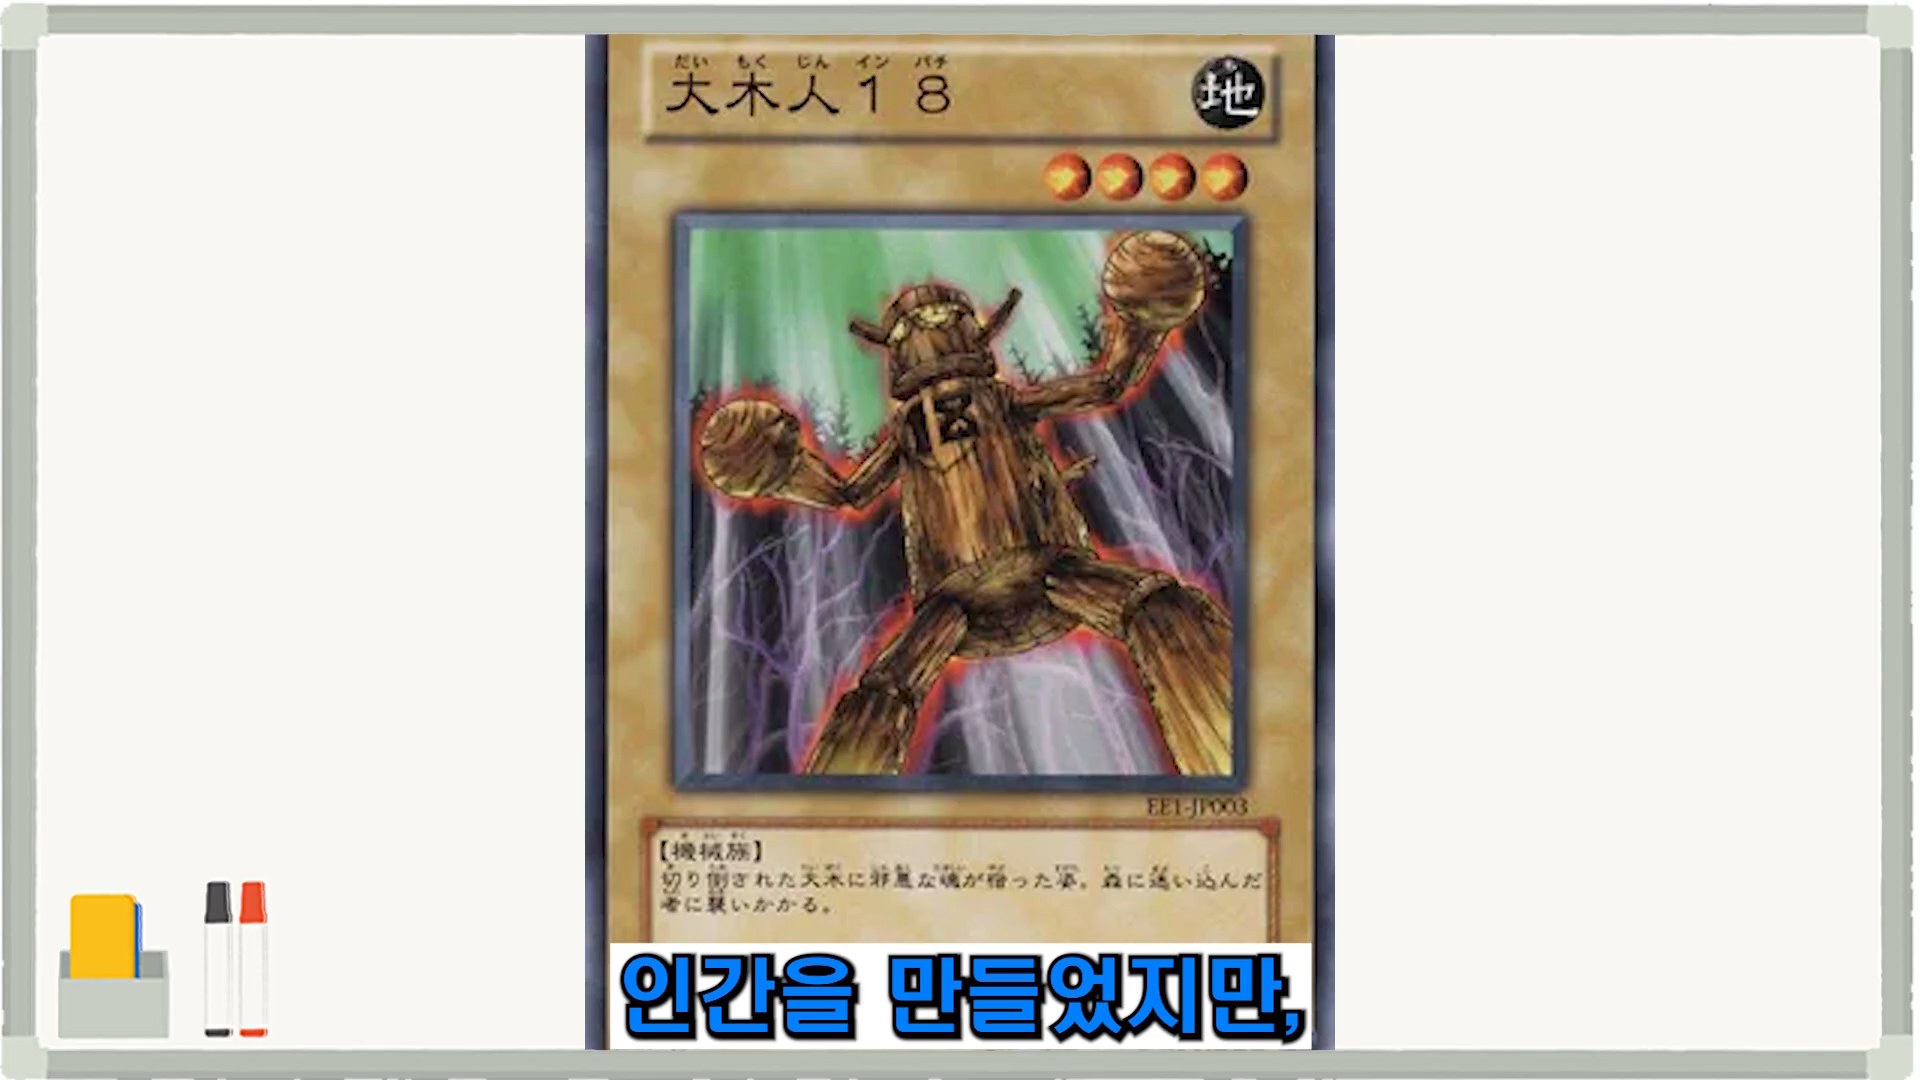 だい もく じん イン パチ
大木人18
地
EE1-JP003
【機械族】
切り倒された大木に邪悪な魂が宿った姿。森に迷い込んだ
者に襲いかかる。
인간을 만들었지만,